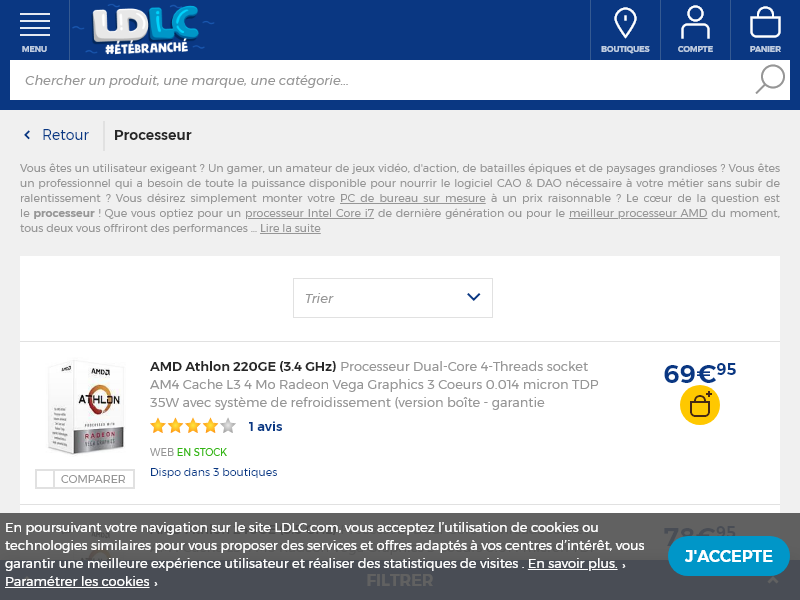 MENU
LDLC
#ÉTÉBRANCHÉ
BOUTIQUES
COMPTE
PANIER
Chercher un produit, une marque, une catégorie...
Retour
Processeur
Vous êtes un utilisateur exigeant ? Un gamer, un amateur de jeux vidéo, d'action, de batailles épiques et de paysages grandioses ? Vous êtes
un professionnel qui a besoin de toute la puissance disponible pour nourrir le logiciel CAO & DAO nécessaire à votre métier sans subir de
ralentissement ? Vous désirez simplement monter votre PC de bureau sur mesure à un prix raisonnable ? Le cœur de la question est
le processeur ! Que vous optiez pour un processeur Intel Core i7 de dernière génération ou pour le meilleur processeur AMD du moment,
tous deux vous offriront des performances ... Lire la suite
Trier
AMD Athlon 220GE (3.4 GHz) Processeur Dual-Core 4-Threads socket
AM4 Cache L3 4 Mo Radeon Vega Graphics 3 Coeurs 0.014 micron TDP
35W avec système de refroidissement (version boîte - garantie
69€95
AMD
ATHLON
RADEON
1 avis
WEB EN STOCK
Dispo dans 3 boutiques
COMPARER
78€95
En poursuivant votre navigation sur le site LDLC.com, vous acceptez l'utilisation de cookies ou
technologies similaires pour vous proposer des services et offres adaptés à vos centres d'intérêt, vous
garantir une meilleure expérience utilisateur et réaliser des statistiques de visites . En savoir plus. ›
Paramétrer les cookies ›
J'ACCEPTE
FILTRER